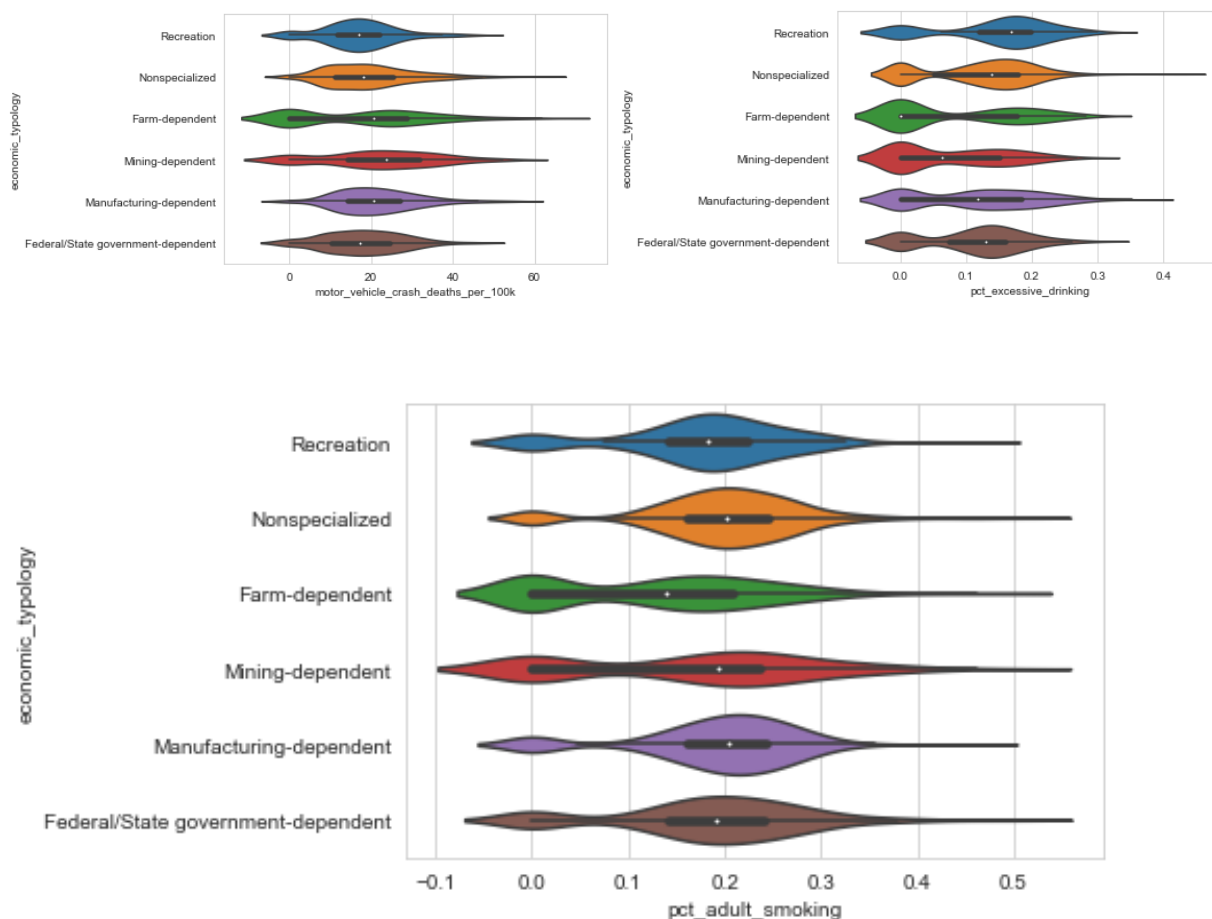 Recreation
Nonspecialized
Farm-dependent
Mining-dependent
Manufacturing-dependent
Federal/State government-dependent
economic_typology
0 20 40 60
motor_vehicle_crash_deaths_per_100k
Recreation
Nonspecialized
Farm-dependent
Mining-dependent
Manufacturing-dependent
Federal/State government-dependent
economic_typology
0.0 0.1 0.2 0.3 0.4
pct_excessive_drinking
Recreation
Nonspecialized
Farm-dependent
Mining-dependent
Manufacturing-dependent
Federal/State government-dependent
economic_typology
−0.1 0.0 0.1 0.2 0.3 0.4 0.5
pct_adult_smoking